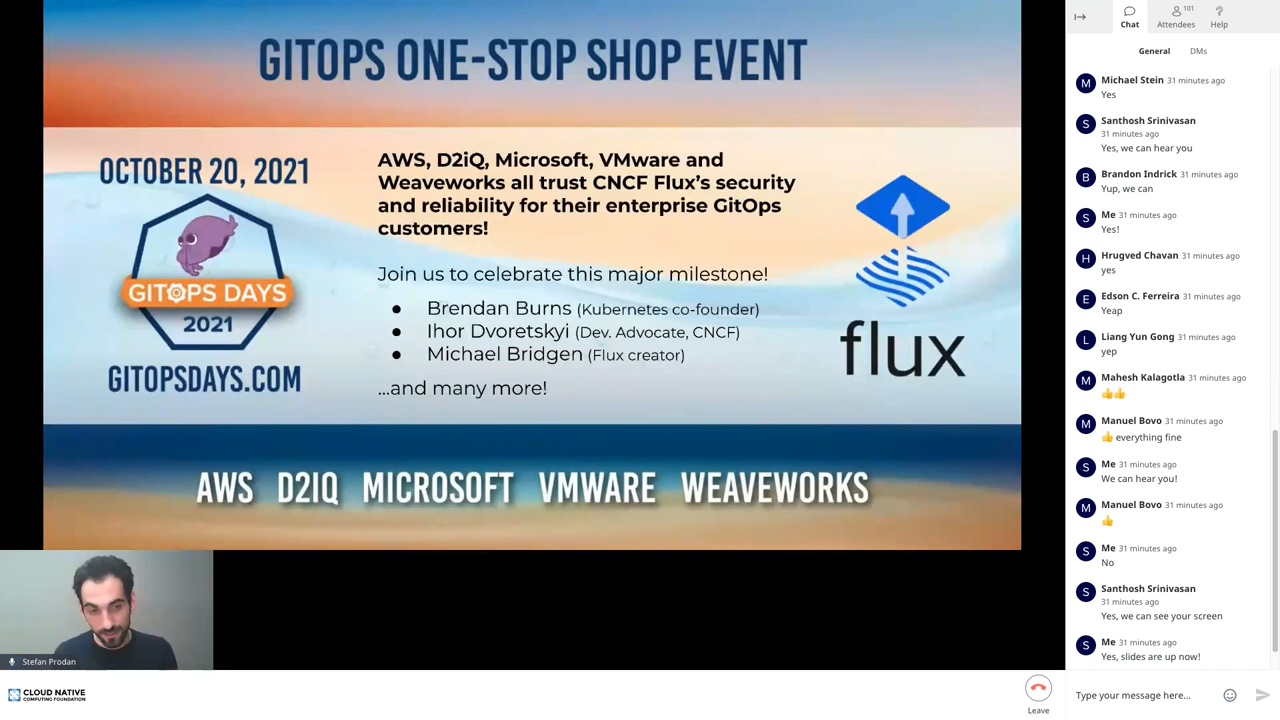 GITOPS ONE-STOP SHOP EVENT
OCTOBER 20, 2021
GITOPS DAYS
2021
GITOPSDAYS.COM
AWS, D2iQ, Microsoft, VMware and
Weaveworks all trust CNCF Flux's security
and reliability for their enterprise GitOps
customers!
Join us to celebrate this major milestone!
● Brendan Burns (Kubernetes co-founder)
● Ihor Dvoretskyi (Dev. Advocate, CNCF)
● Michael Bridgen (Flux creator)
...and many more!
flux
AWS D2IQ MICROSOFT VMWARE WEAVEWORKS
Stefan Prodan
CLOUD NATIVE
COMPUTING FOUNDATION
Leave
Chat
101
Attendees
Help
General DMs
M Michael Stein 31 minutes ago
Yes
S Santhosh Srinivasan
31 minutes ago
Yes, we can hear you
B Brandon Indrick 31 minutes ago
Yup, we can
S Me 31 minutes ago
Yes!
H Hrugved Chavan 31 minutes ago
yes
E Edson C. Ferreira 31 minutes ago
Yeap
L Liang Yun Gong 31 minutes ago
yep
M Mahesh Kalagotla 31 minutes ago
👍👍
M Manuel Bovo 31 minutes ago
👍 everything fine
S Me 31 minutes ago
We can hear you!
M Manuel Bovo 31 minutes ago
👍
S Me 31 minutes ago
No
S Santhosh Srinivasan
31 minutes ago
Yes, we can see your screen
S Me 31 minutes ago
Yes, slides are up now!
Type your message here...